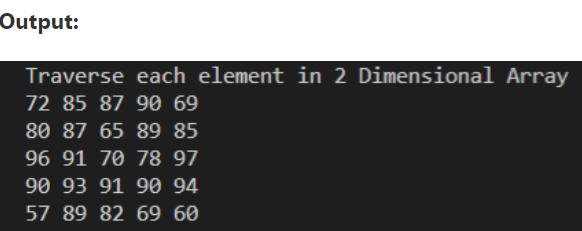 Output:
Traverse each element in 2 Dimensional Array
72 85 87 90 69
80 87 65 89 85
96 91 70 78 97
90 93 91 90 94
57 89 82 69 60